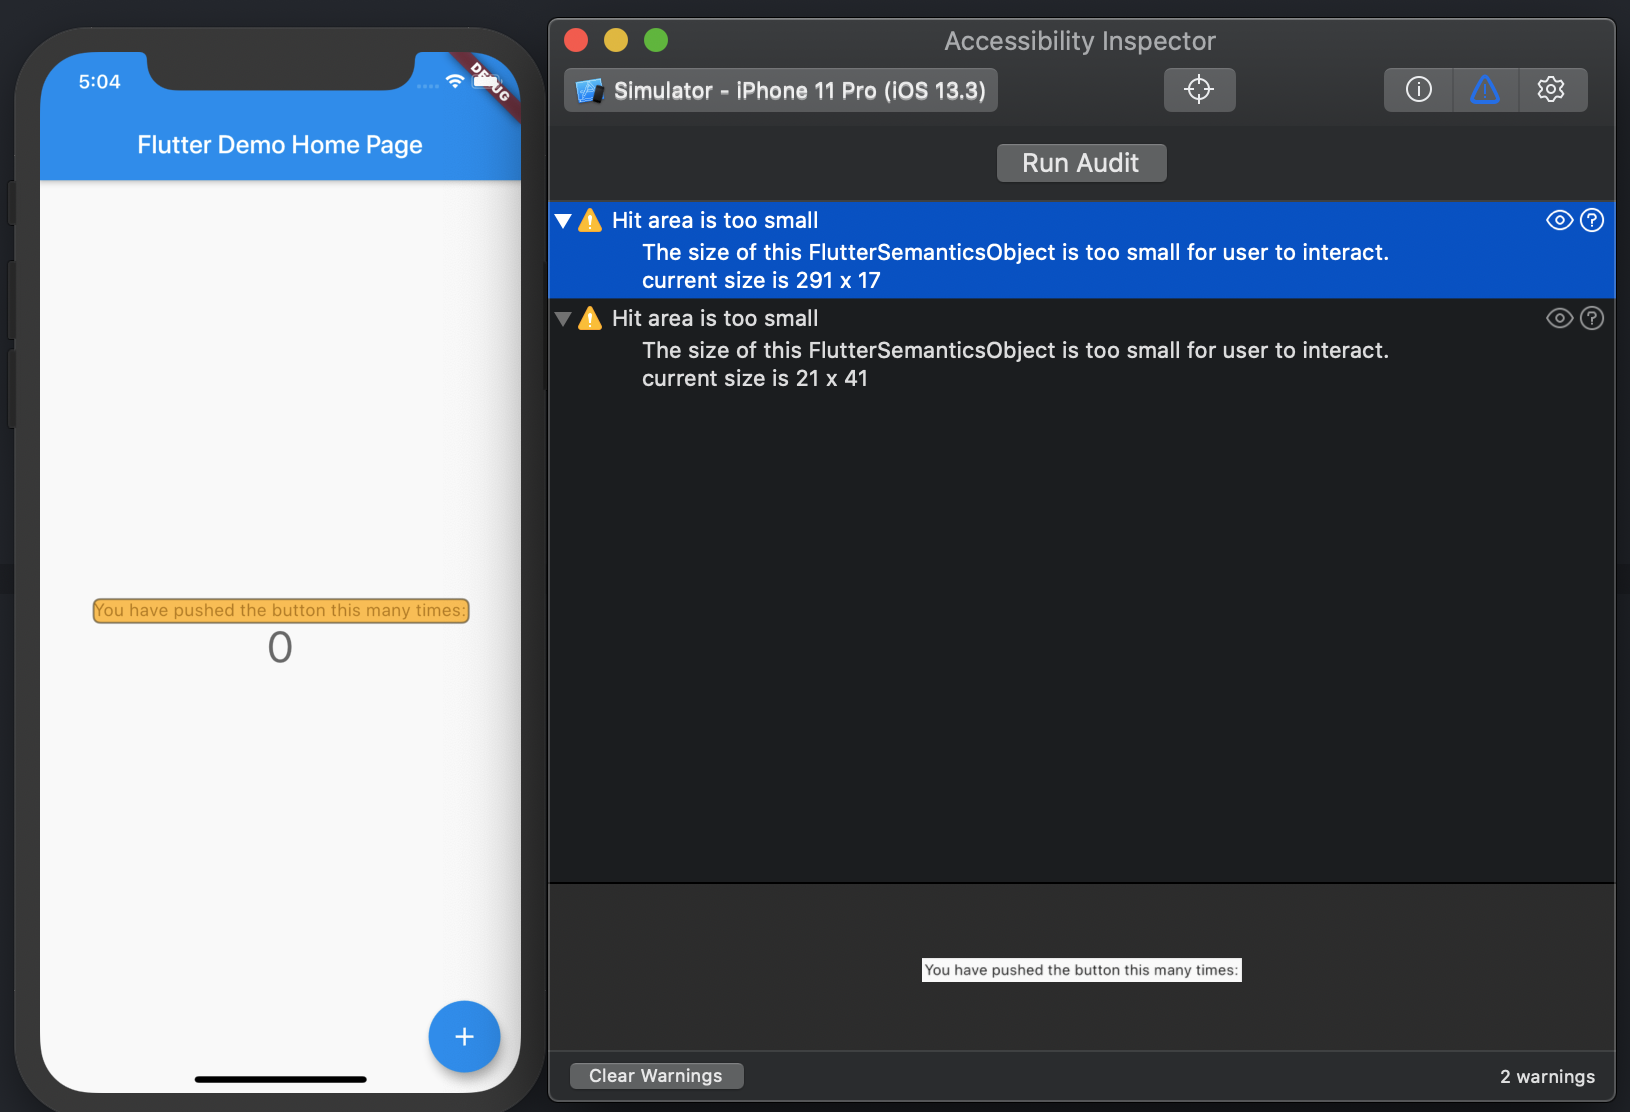 5:04
DEBUG
Flutter Demo Home Page
You have pushed the button this many times:
0
+
Accessibility Inspector
Simulator - iPhone 11 Pro (iOS 13.3)
Run Audit
Hit area is too small
The size of this FlutterSemanticsObject is too small for user to interact.
current size is 291 x 17
Hit area is too small
The size of this FlutterSemanticsObject is too small for user to interact.
current size is 21 x 41
You have pushed the button this many times:
Clear Warnings
2 warnings